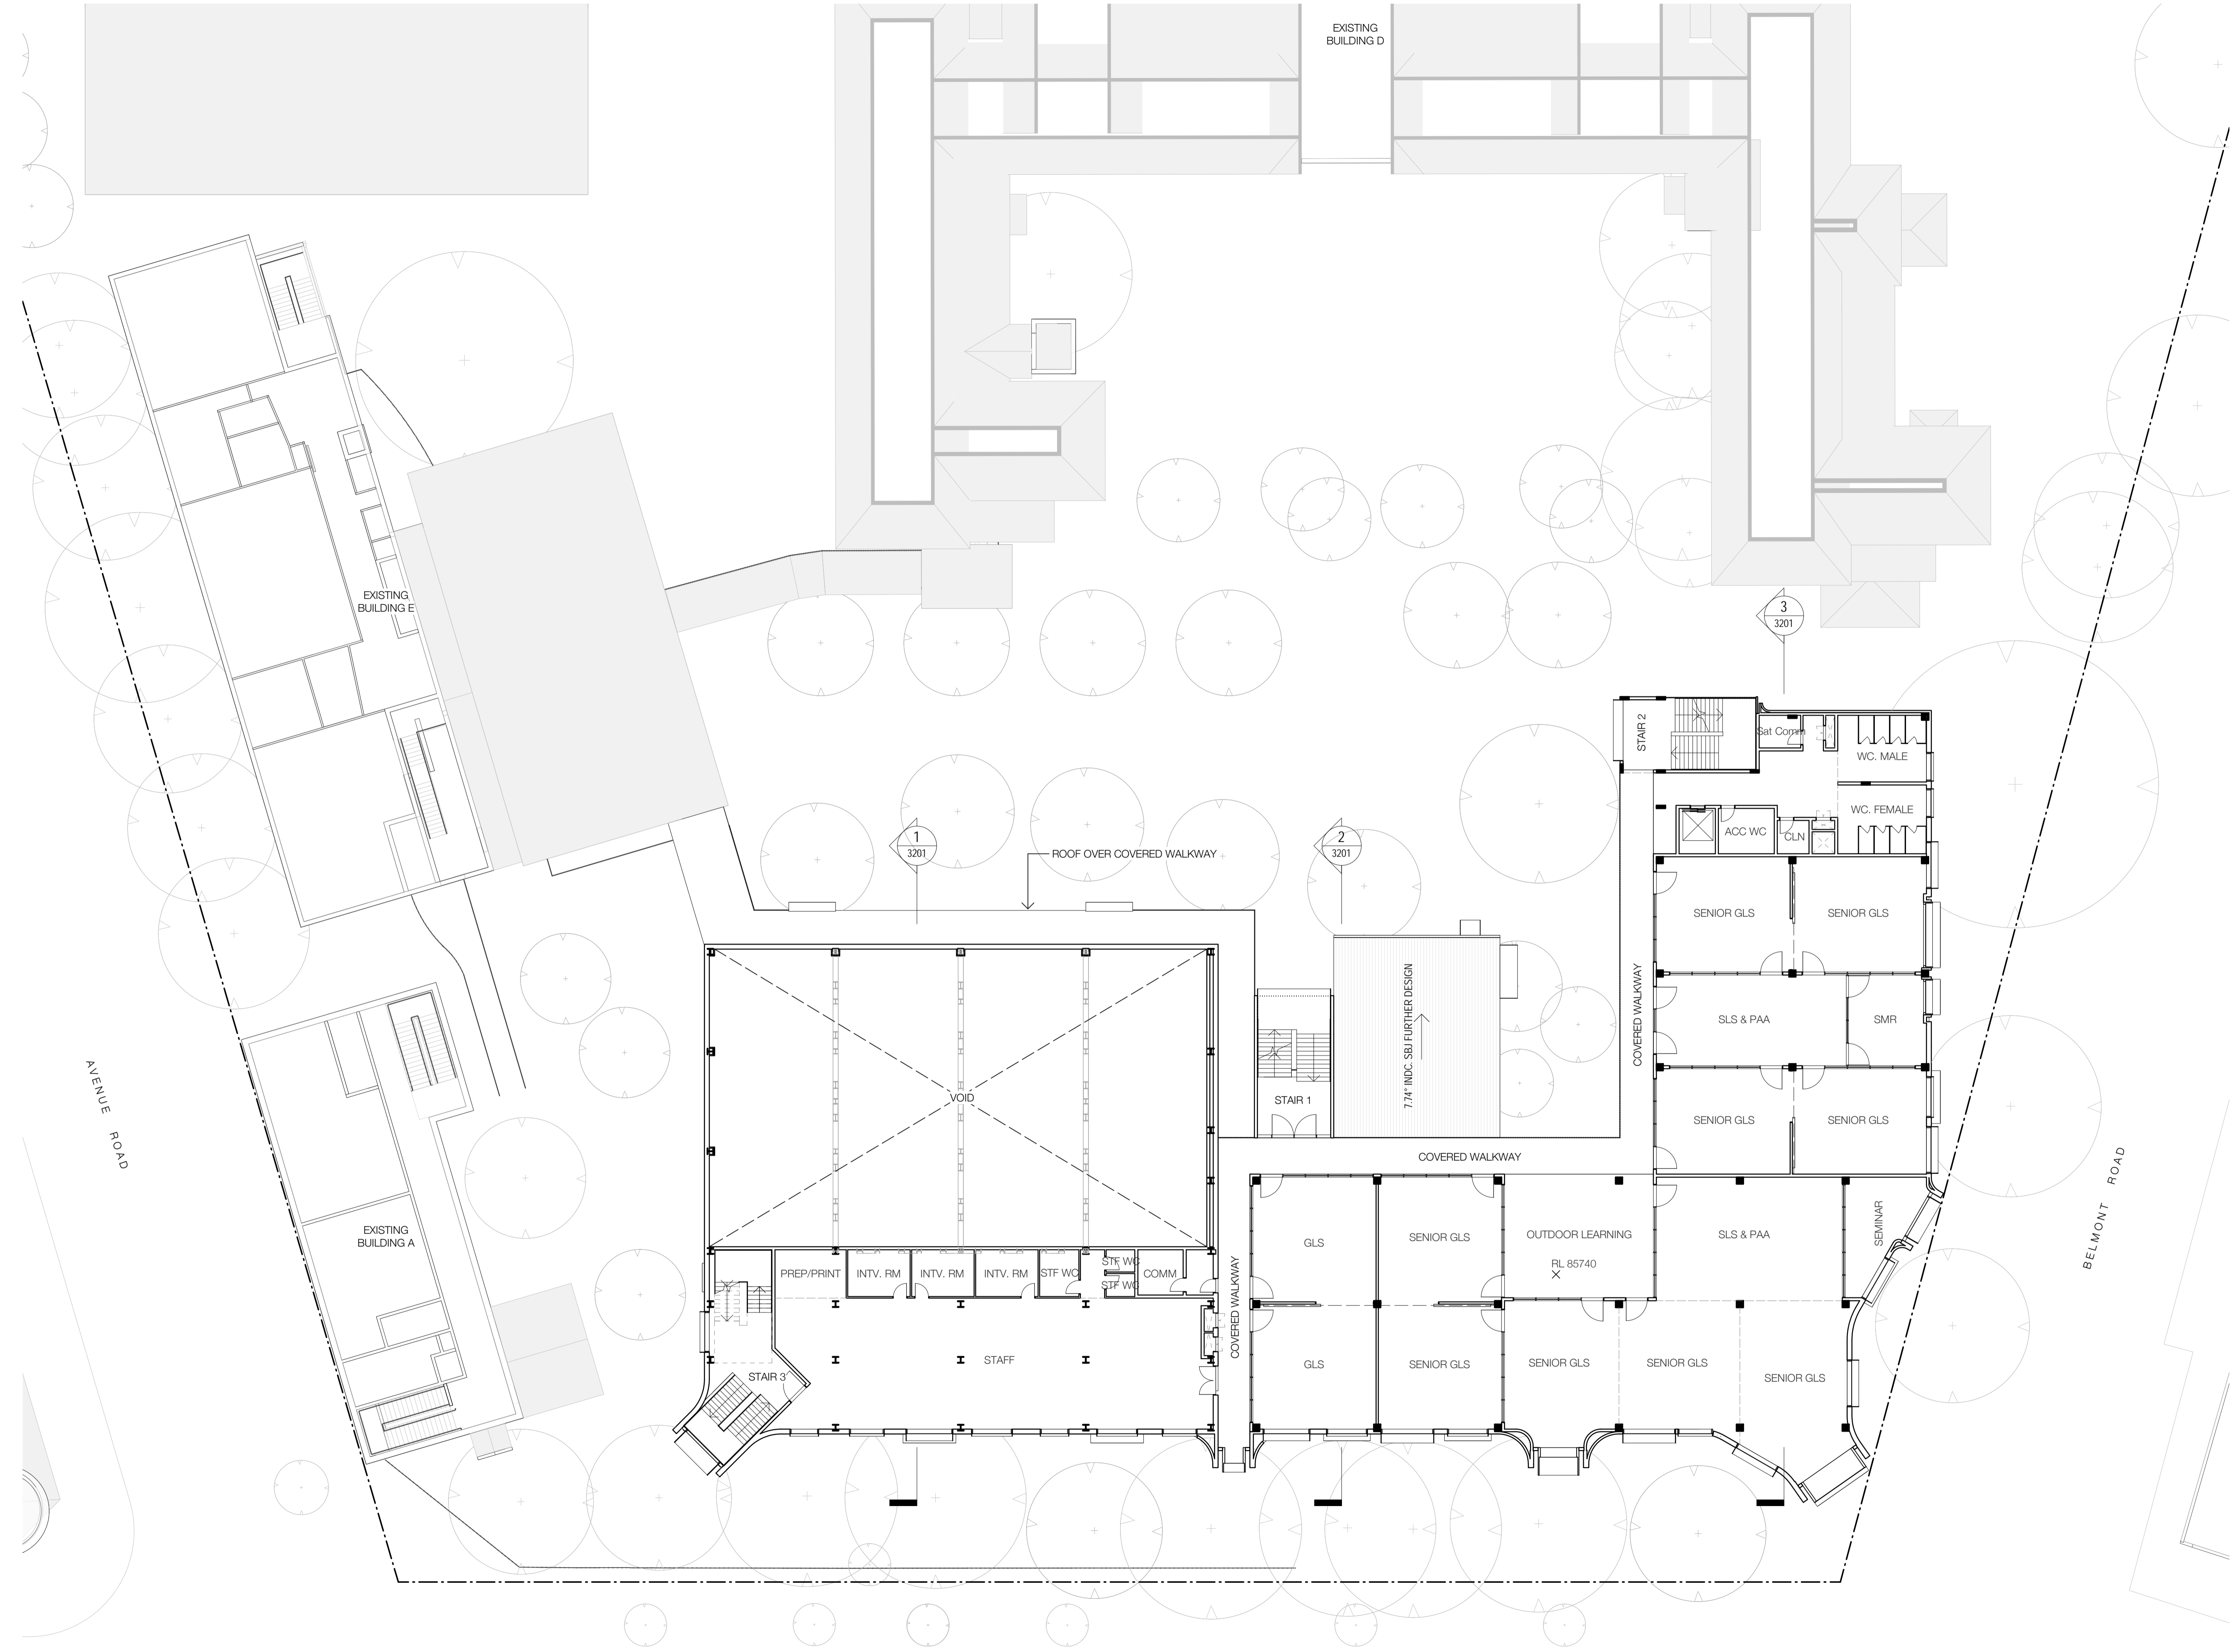 EXISTING
BUILDING D
EXISTING
BUILDING E
3
3201
STAIR 2
Sat Comm
WC. MALE
WC. FEMALE
ACC WC
CLN
1
3201
2
3201
ROOF OVER COVERED WALKWAY
SENIOR GLS
SENIOR GLS
COVERED WALKWAY
7.74° INDC. SBJ FURTHER DESIGN
SLS & PAA
SMR
AVENUE ROAD
VOID
STAIR 1
SENIOR GLS
SENIOR GLS
COVERED WALKWAY
BELMONT ROAD
EXISTING
BUILDING A
GLS
SENIOR GLS
OUTDOOR LEARNING
SLS & PAA
SEMINAR
RL 85740
PREP/PRINT
INTV. RM
INTV. RM
INTV. RM
STF WC
STF WC
STF WC
COMM
COVERED WALKWAY
STAFF
STAIR 3
GLS
SENIOR GLS
SENIOR GLS
SENIOR GLS
SENIOR GLS